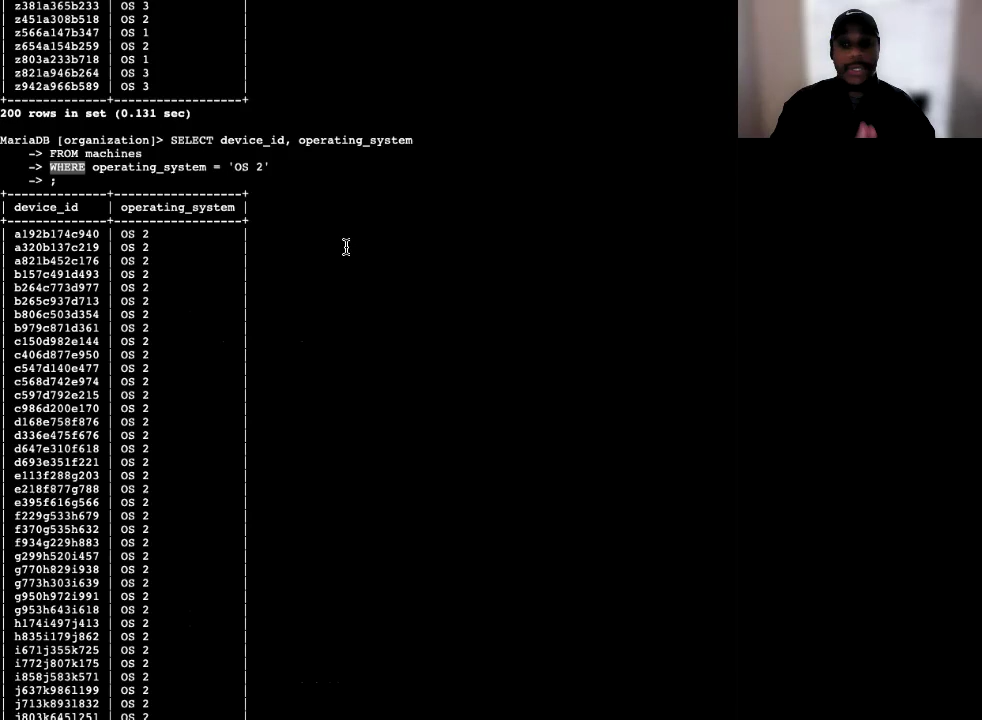 | z381a365b233 | OS 3 |
| z451a308b518 | OS 2 |
| z566a147b347 | OS 1 |
| z654a154b259 | OS 2 |
| z803a233b718 | OS 1 |
| z821a946b264 | OS 3 |
| z942a966b589 | OS 3 |
+--------------+------------------+
200 rows in set (0.131 sec)
MariaDB [organization]> SELECT device_id, operating_system
-> FROM machines
-> WHERE operating_system = 'OS 2'
-> ;
+--------------+------------------+
| device_id | operating_system |
+--------------+------------------+
| a192b174c940 | OS 2 |
| a320b137c219 | OS 2 |
| a821b452c176 | OS 2 |
| b157c491d493 | OS 2 |
| b264c773d977 | OS 2 |
| b265c937d713 | OS 2 |
| b806c503d354 | OS 2 |
| b979c871d361 | OS 2 |
| c150d982e144 | OS 2 |
| c406d877e950 | OS 2 |
| c547d140e477 | OS 2 |
| c568d742e974 | OS 2 |
| c597d792e215 | OS 2 |
| c986d200e170 | OS 2 |
| d168e758f876 | OS 2 |
| d336e475f676 | OS 2 |
| d647e310f618 | OS 2 |
| d693e351f221 | OS 2 |
| e113f288g203 | OS 2 |
| e218f877g788 | OS 2 |
| e395f616g566 | OS 2 |
| f229g533h679 | OS 2 |
| f370g535h632 | OS 2 |
| f934g229h883 | OS 2 |
| g299h520i457 | OS 2 |
| g770h829i938 | OS 2 |
| g773h303i639 | OS 2 |
| g950h972i991 | OS 2 |
| g953h643i618 | OS 2 |
| h174i497j413 | OS 2 |
| h835i179j862 | OS 2 |
| i671j355k725 | OS 2 |
| i772j807k175 | OS 2 |
| i858j583k571 | OS 2 |
| j637k986l199 | OS 2 |
| j713k893l832 | OS 2 |
| j803k645l251 | OS 2 |